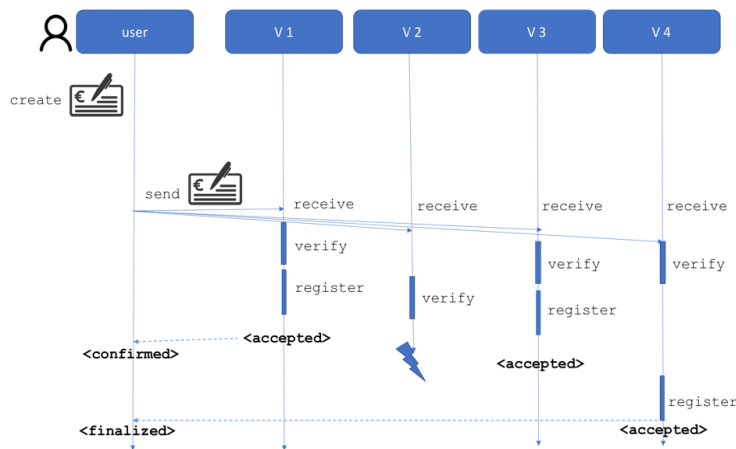 user
V 1
V 2
V 3
V 4
create
€
send
€
receive
receive
receive
receive
verify
verify
verify
register
verify
register
<accepted>
<confirmed>
<accepted>
register
<finalized>
<accepted>